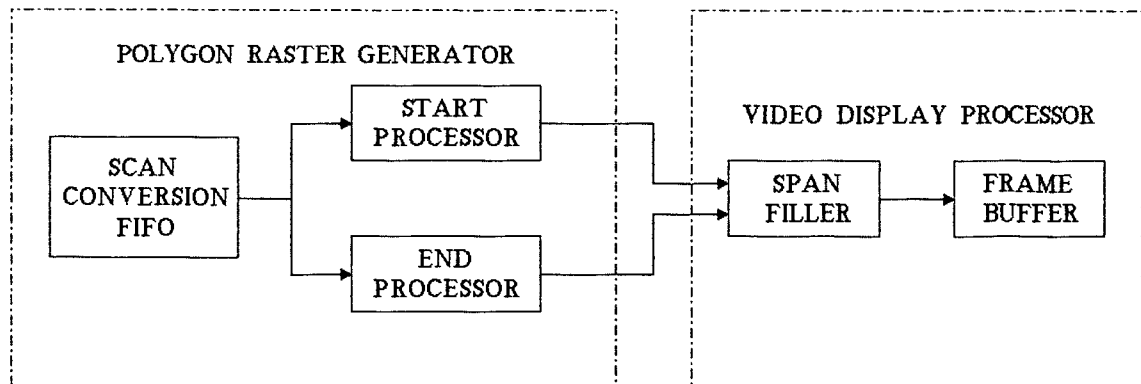 POLYGON RASTER GENERATOR
SCAN
CONVERSION
FIFO
START
PROCESSOR
END
PROCESSOR
VIDEO DISPLAY PROCESSOR
SPAN
FILLER
FRAME
BUFFER